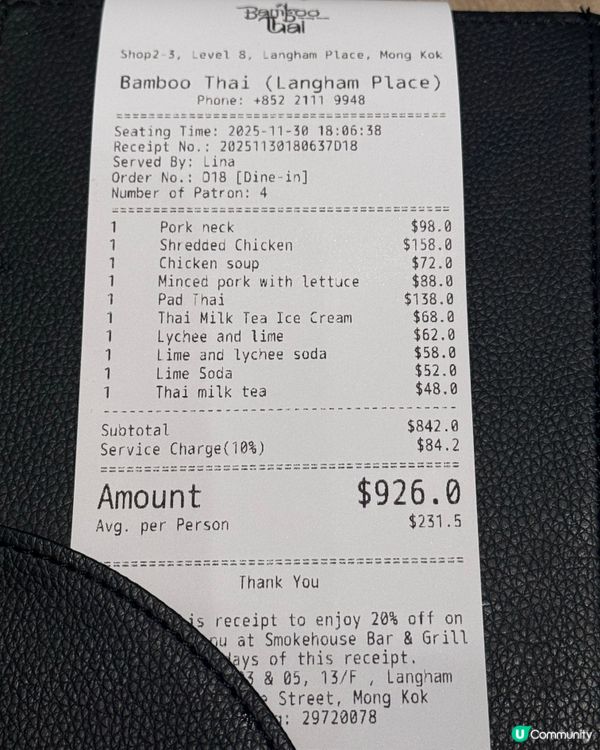 Bamboo
Thai
Shop2-3, Level 8, Langham Place, Mong Kok
Bamboo Thai (Langham Place)
Phone: +852 2111 9948
Seating Time: 2025-11-30 18:06:38
Receipt No.: 20251130180637D18
Served By: Lina
Order No.: D18 [Dine-in]
Number of Patron: 4
1 Pork neck $98.0
1 Shredded Chicken $158.0
1 Chicken soup $72.0
1 Minced pork with lettuce $88.0
1 Pad Thai $138.0
1 Thai Milk Tea Ice Cream $68.0
1 Lychee and lime $62.0
1 Lime and lychee soda $58.0
1 Lime Soda $52.0
1 Thai milk tea $48.0
Subtotal $842.0
Service Charge(10%) $84.2
Amount $926.0
Avg. per Person $231.5
Thank You
is receipt to enjoy 20% off on
at Smokehouse Bar & Grill
of this receipt.
& 05, 13/F , Langham
Street, Mong Kok
: 29720078
U Community